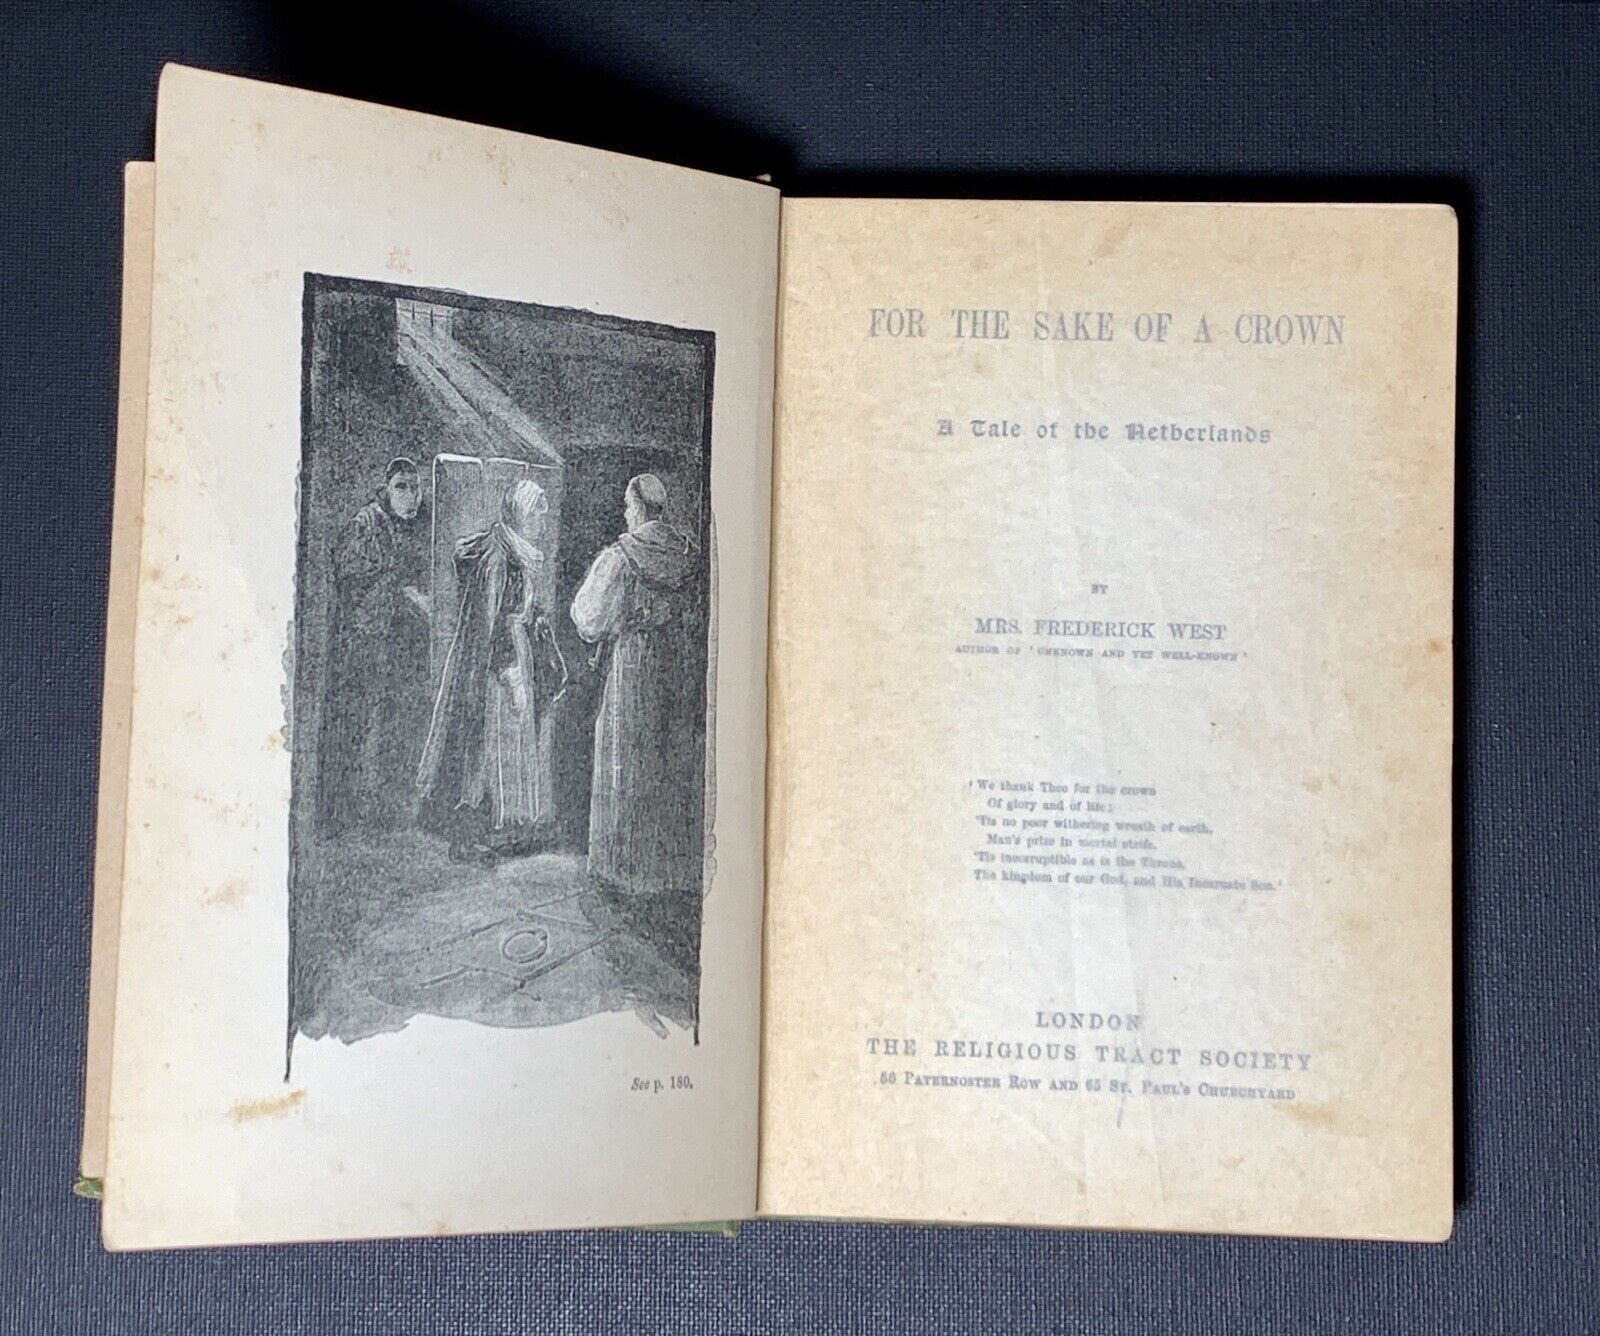 See p. 180.
FOR THE SAKE OF A CROWN
A Tale of the Netherlands
BY
MRS. FREDERICK WEST
AUTHOR OF 'UNKNOWN AND YET WELL-KNOWN'
'We thank Thee for the crown
Of glory and of life;
'Tis no poor withering wreath of earth,
Man's prize in mortal strife.
'Tis incorruptible as is the Throne,
The kingdom of our God, and His Incarnate Son.'
LONDON
THE RELIGIOUS TRACT SOCIETY
56 PATERNOSTER ROW AND 65 ST. PAUL'S CHURCHYARD